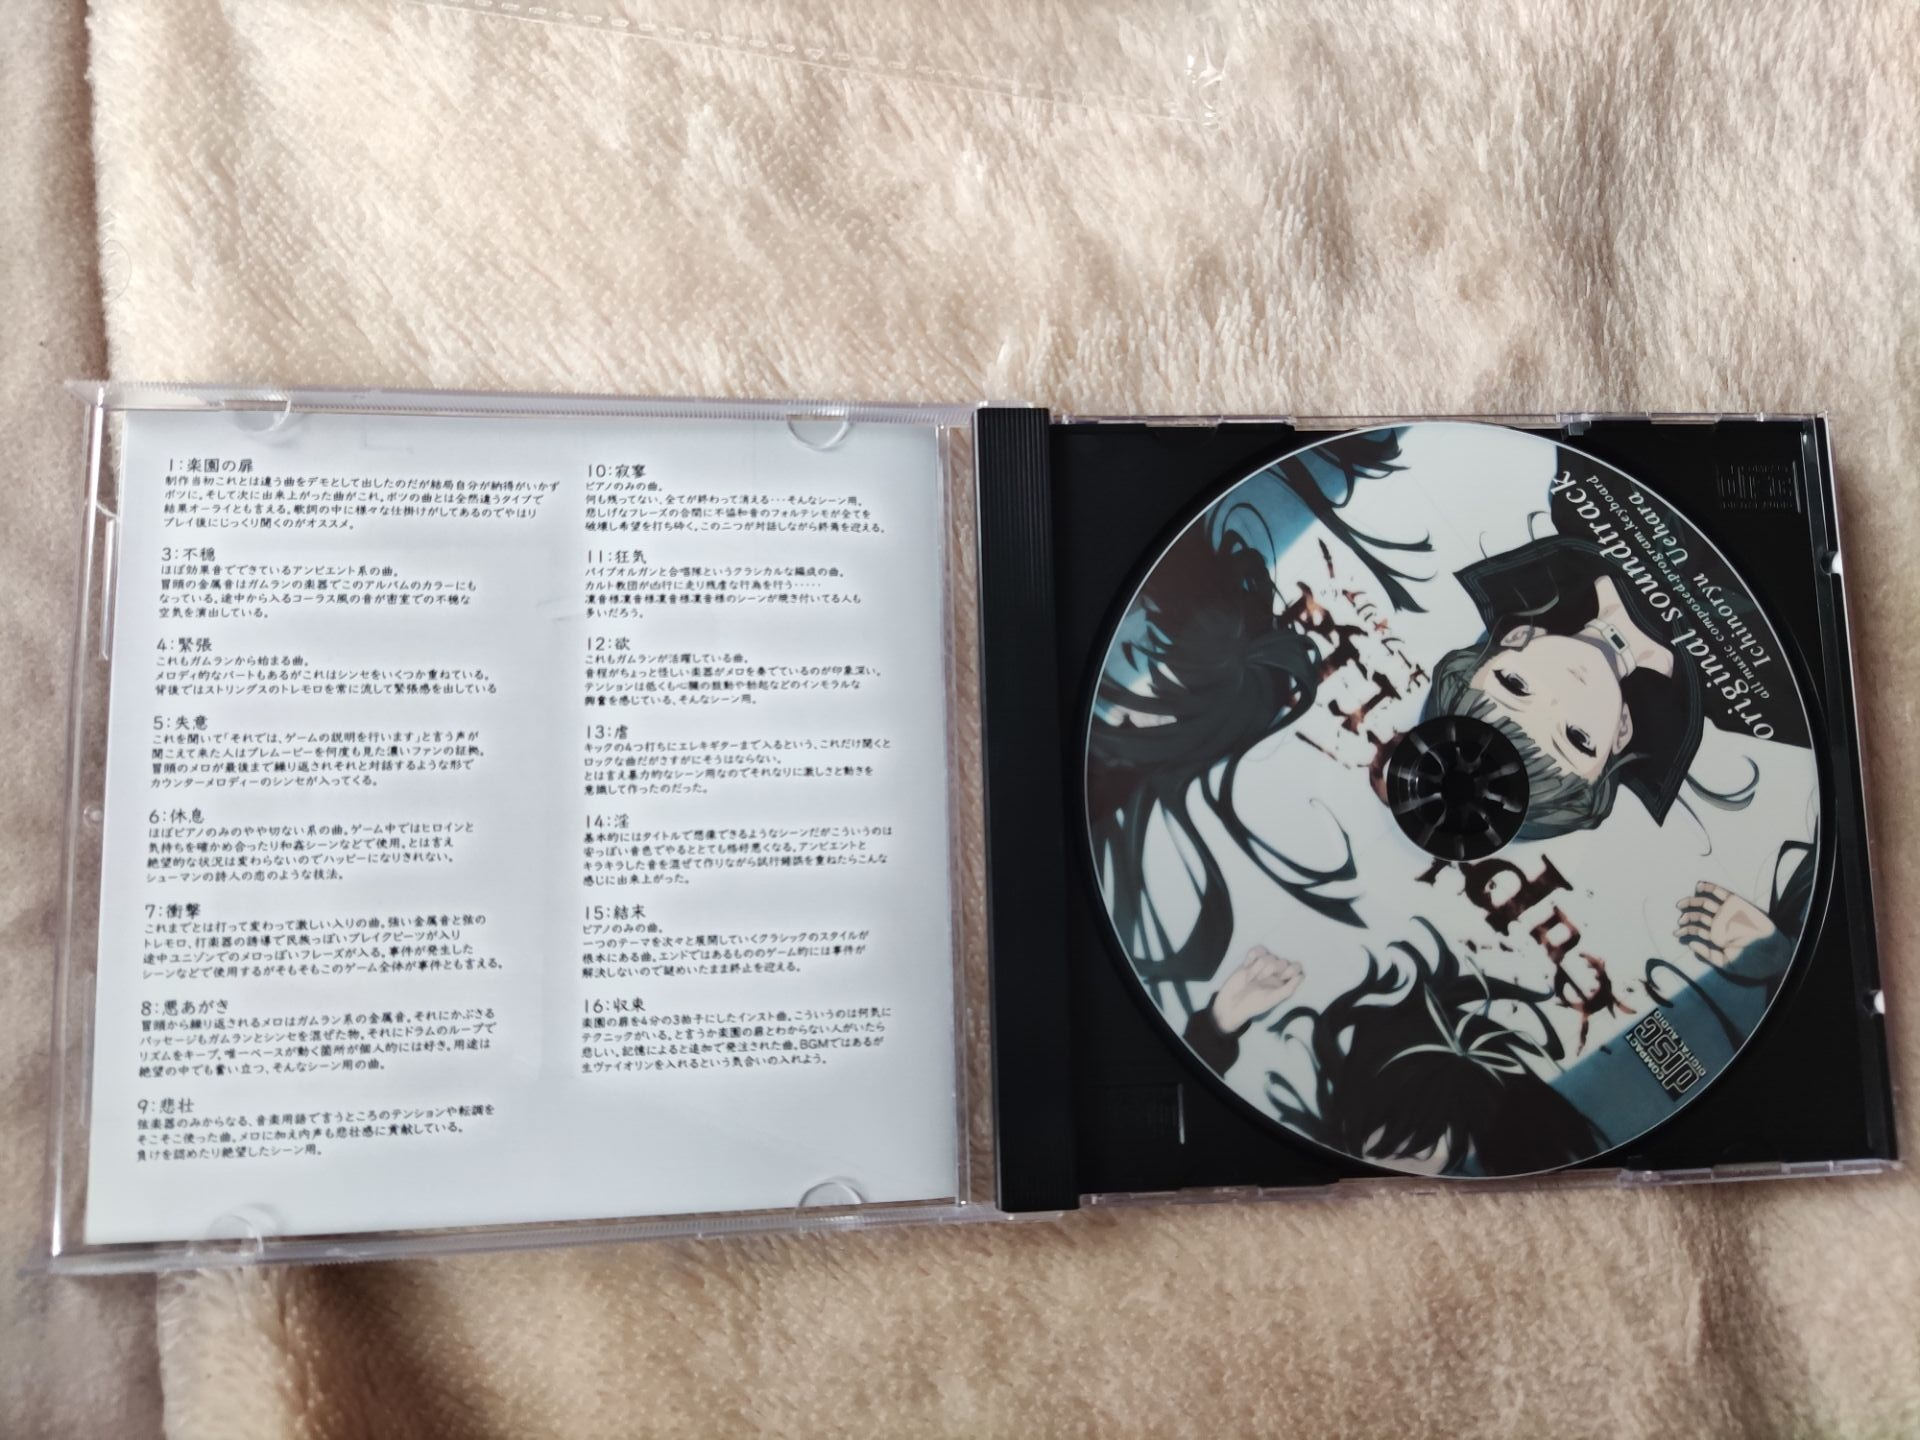 1:楽園の扉
制作当初これとは違う曲をデモとして出したのだが結局自分が納得がいかず
ボツに。そして次に出来上がった曲がこれ。ボツの曲とは全然違うタイプで
結果オーライとも言える。歌詞の中に様々な仕掛けがしてあるのでやはり
プレイ後にじっくり聞くのがオススメ。
3:不穏
ほぼ効果音でできているアンビエント系の曲。
冒頭の金属音はガムランの楽器でこのアルバムのカラーにも
なっている。途中から入るコーラス風の音が密室での不穏な
空気を演出している。
4:緊張
これもガムランから始まる曲。
メロディ的なパートもあるがこれはシンセをいくつか重ねている。
背後ではストリングスのトレモロを常に流して緊張感を出している
5:失意
これを聞いて「それでは、ゲームの説明を行います」と言う声が
聞こえて来た人はプレムービーを何度も見た濃いファンの証拠。
冒頭のメロが最後まで繰り返されそれと対話するような形で
カウンターメロディーのシンセが入ってくる。
6:休息
ほぼピアノのみのやや切ない系の曲。ゲーム中ではヒロインと
気持ちを確かめ合ったり和姦シーンなどで使用。とは言え
絶望的な状況は変わらないのでハッピーになりきれない。
シューマンの詩人の恋のような技法。
7:衝撃
これまでとは打って変わって激しい入りの曲。強い金属音と弦の
トレモロ、打楽器の誘導で民族っぽいブレイクビーツが入り
途中ユニゾンでのメロっぽいフレーズが入る。事件が発生した
シーンなどで使用するがそもそもこのゲーム全体が事件とも言える。
8:悪あがき
冒頭から繰り返されるメロはガムラン系の金属音。それにかぶさる
パッセージもガムランとシンセを混ぜた物。それにドラムのループで
リズムをキープ。唯一ベースが動く箇所が個人的には好き。用途は
絶望の中でも奮い立つ、そんなシーン用の曲。
9:悲壮
弦楽器のみからなる、音楽用語で言うところのテンションや転調を
そこそこ使った曲。メロに加え内声も悲壮感に貢献している。
負けを認めたり絶望したシーン用。
10:寂寥
ピアノのみの曲。
何も残ってない、全てが終わって消える・・・そんなシーン用。
悲しげなフレーズの合間に不協和音のフォルテシモが全てを
破壊し希望を打ち砕く。この二つが対話しながら終焉を迎える。
11:狂気
パイプオルガンと合唱隊というクラシカルな編成の曲。
カルト教団が凶行に走り残虐な行為を行う・・・・・
凛音様凛音様凛音様凛音様のシーンが焼き付いてる人も
多いだろう。
12:欲
これもガムランが活躍している曲。
音程がちょっと怪しい楽器がメロを奏でているのが印象深い。
テンションは低くも心臓の鼓動や勃起などのインモラルな
興奮を感じている、そんなシーン用。
13:虐
キックの4つ打ちにエレキギターまで入るという、これだけ聞くと
ロックな曲だがさすがにそうはならない。
とは言え暴力的なシーン用なのでそれなりに激しさと動きを
意識して作ったのだった。
14:淫
基本的にはタイトルで想像できるようなシーンだがこういうのは
安っぽい音色でやるととても格好悪くなる。アンビエントと
キラキラした音を混ぜて作りながら試行錯誤を重ねたらこんな
感じに出来上がった。
15:結末
ピアノのみの曲。
一つのテーマを次々と展開していくクラシックのスタイルが
根本にある曲。エンドではあるもののゲーム的には事件が
解決しないので謎めいたまま終止を迎える。
16:収束
楽園の扉を4分の3拍子にしたインスト曲。こういうのは何気に
テクニックがいる。と言うか楽園の扉とわからない人がいたら
悲しい。記憶によると追加で発注された曲。BGMではあるが
生ヴァイオリンを入れるという気合いの入れよう。
original soundtrack
all music composed.program.keyboard
Ichinoryu Uehara
COMPACT
disc
DIGITAL AUDIO